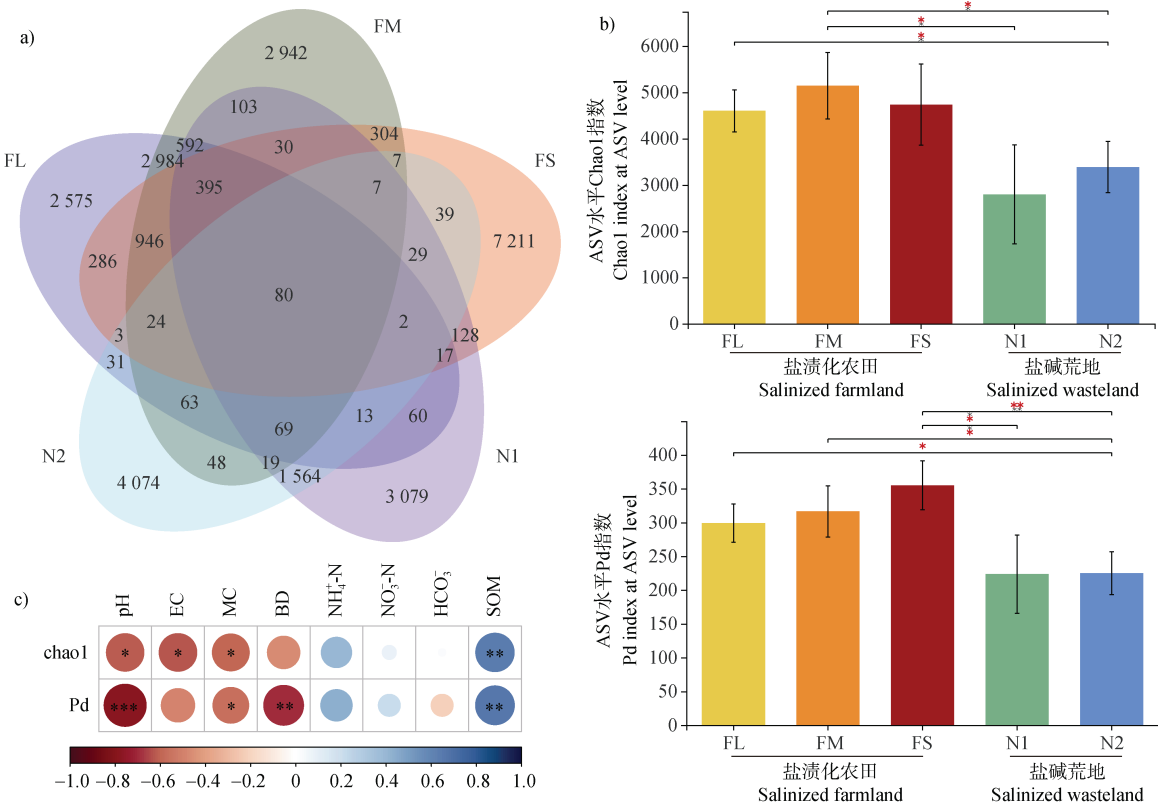 a)
FM
2 942
103
304
592
30
2 984
7
FL
FS
395
7
2 575
39
946
7 211
29
286
80
24
2
3
128
17
31
63
13
60
69
N2
48
19
N1
1 564
4 074
3 079
b)
ASV水平Chao1指数
Chao1 index at ASV level
6000
5000
4000
3000
2000
1000
0
* * *
FL FM FS N1 N2
盐渍化农田 盐碱荒地
Salinized farmland Salinized wasteland
ASV水平Pd指数
Pd index at ASV level
400
350
300
250
200
150
100
50
0
** * * *
FL FM FS N1 N2
盐渍化农田 盐碱荒地
Salinized farmland Salinized wasteland
c)
pH EC MC BD NH₄⁺-N NO₃⁻-N HCO₃⁻ SOM
chao1 * * * **
Pd *** * ** **
−1.0 −0.8 −0.6 −0.4 −0.2 0 0.2 0.4 0.6 0.8 1.0